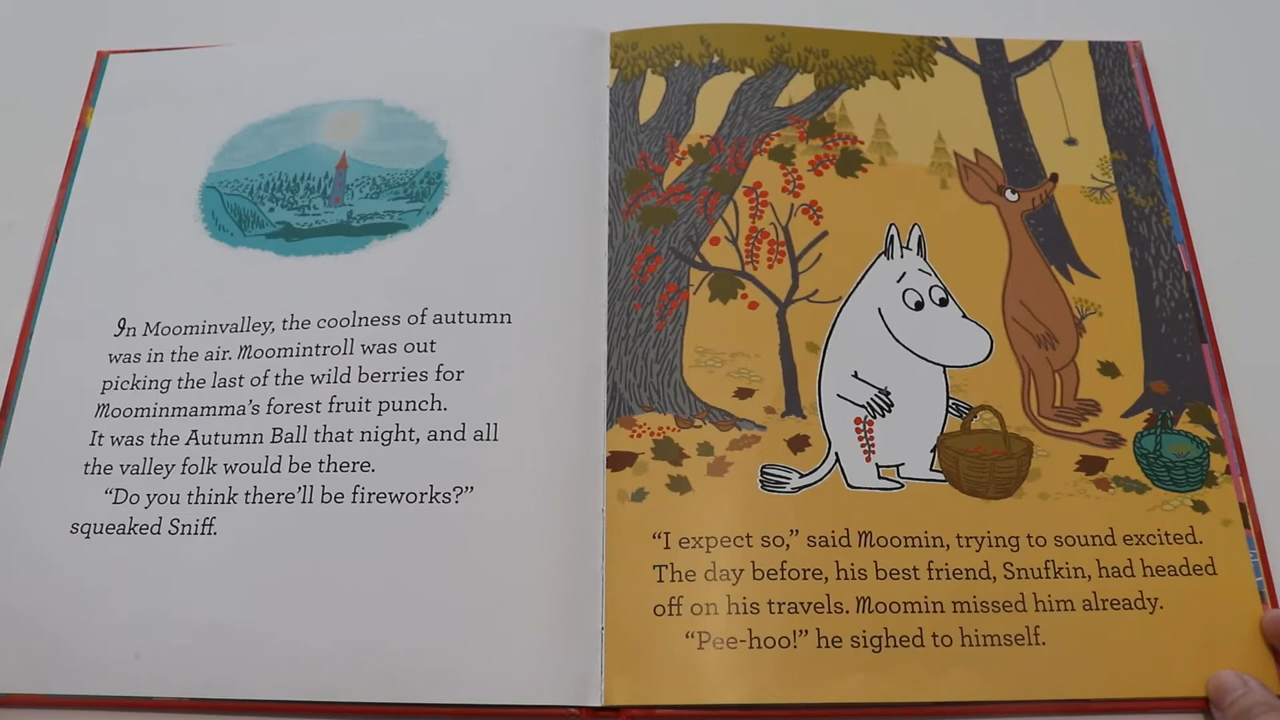 In Moominvalley, the coolness of autumn
was in the air. Moomintroll was out
picking the last of the wild berries for
Moominmamma's forest fruit punch.
It was the Autumn Ball that night, and all
the valley folk would be there.
“Do you think there'll be fireworks?”
squeaked Sniff.
“I expect so,” said Moomin, trying to sound excited.
The day before, his best friend, Snufkin, had headed
off on his travels. Moomin missed him already.
“Pee-hoo!” he sighed to himself.